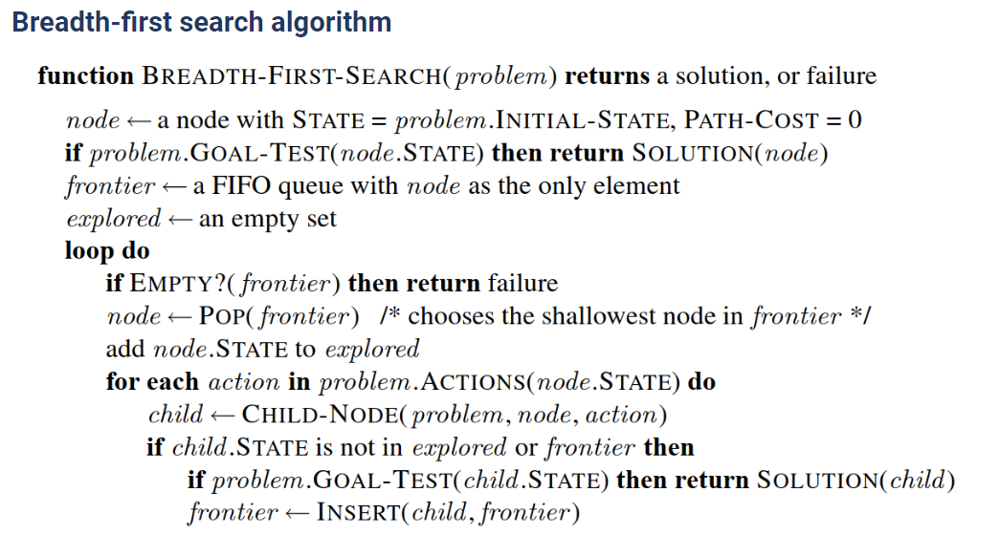 Breadth-first search algorithm
function BREADTH-FIRST-SEARCH(problem) returns a solution, or failure
node ← a node with STATE = problem.INITIAL-STATE, PATH-COST = 0
if problem.GOAL-TEST(node.STATE) then return SOLUTION(node)
frontier ← a FIFO queue with node as the only element
explored ← an empty set
loop do
if EMPTY?(frontier) then return failure
node ← POP(frontier) /* chooses the shallowest node in frontier */
add node.STATE to explored
for each action in problem.ACTIONS(node.STATE) do
child ← CHILD-NODE(problem, node, action)
if child.STATE is not in explored or frontier then
if problem.GOAL-TEST(child.STATE) then return SOLUTION(child)
frontier ← INSERT(child, frontier)